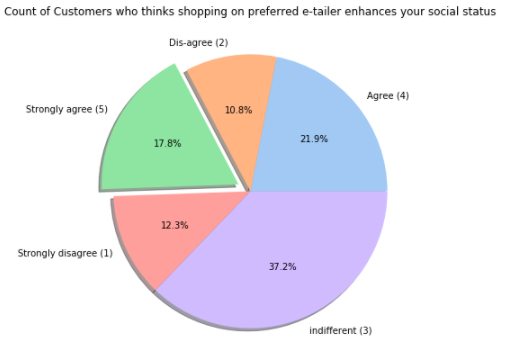 Count of Customers who thinks shopping on preferred e-tailer enhances your social status
Dis-agree (2)
Agree (4)
Strongly agree (5)
10.8%
21.9%
17.8%
12.3%
Strongly disagree (1)
37.2%
indifferent (3)